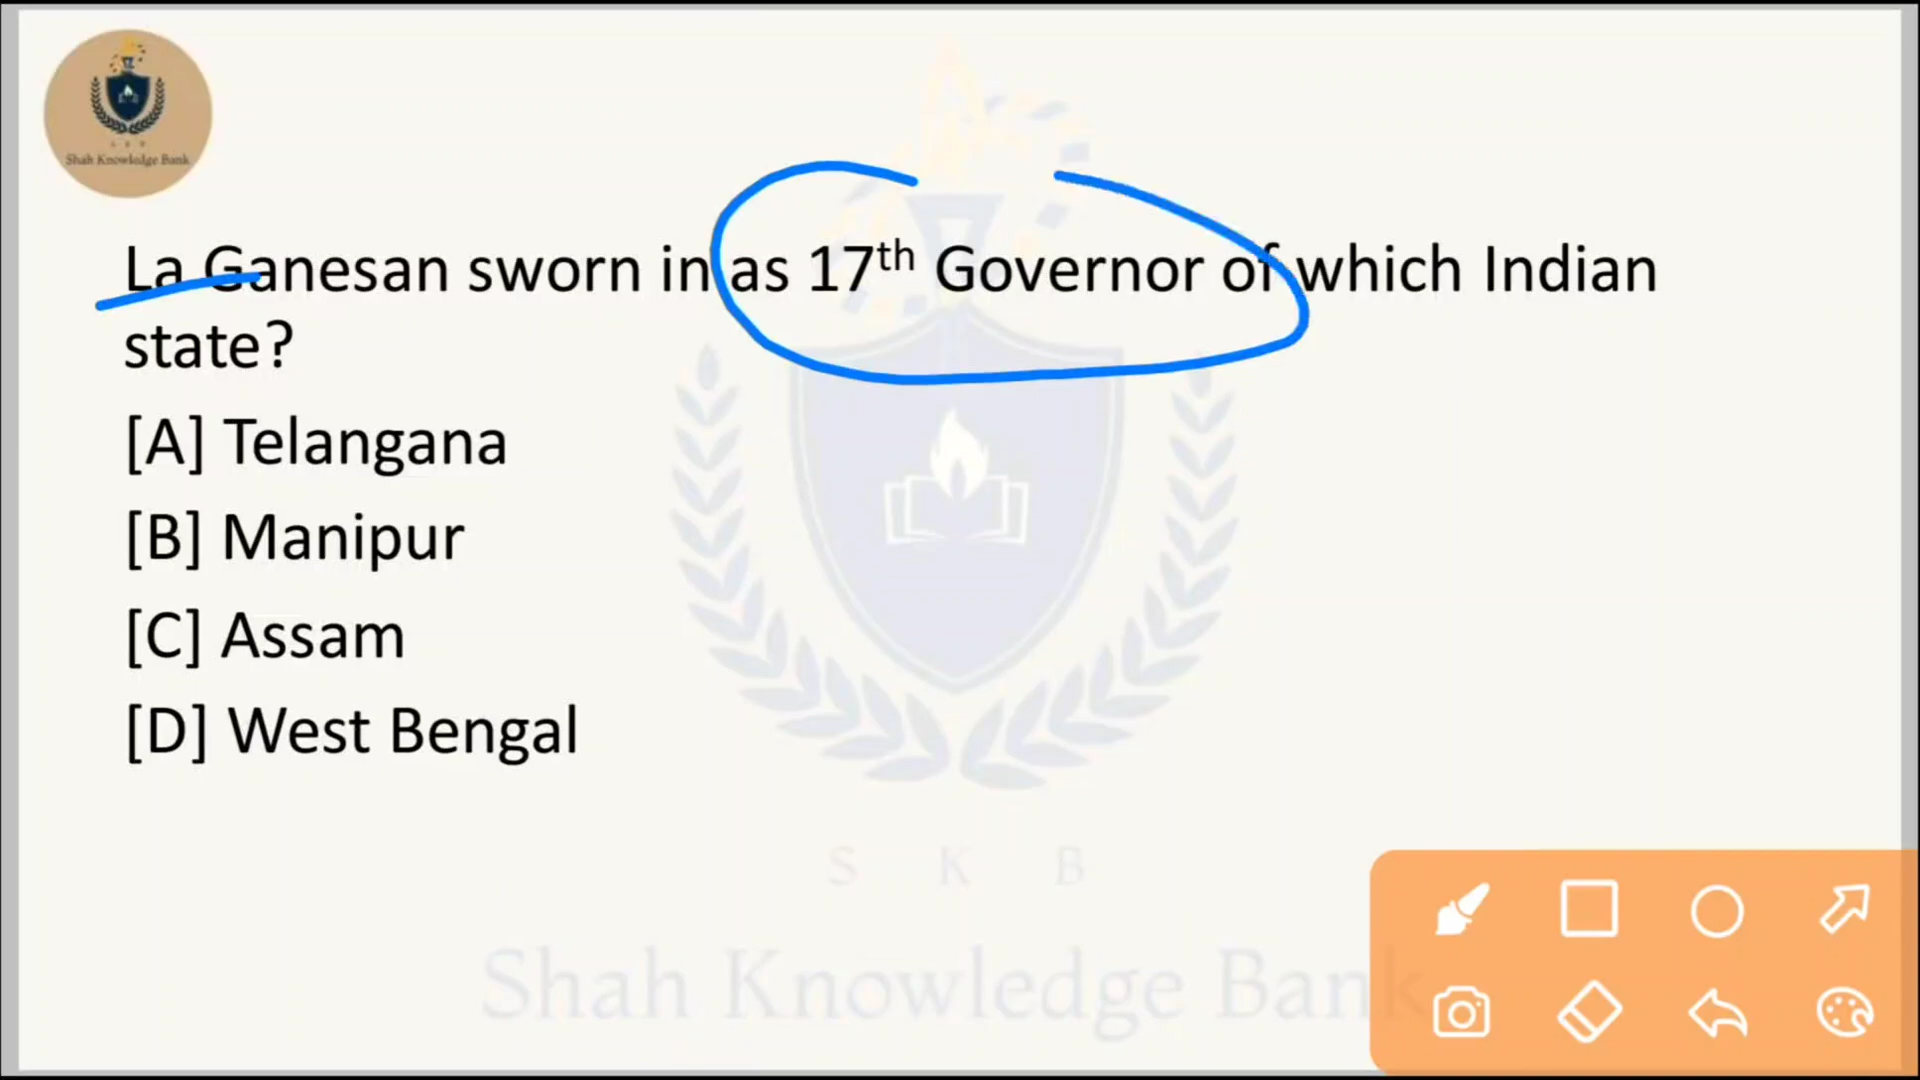 S K B
Shah Knowledge Bank
La Ganesan sworn in as 17th Governor of which Indian
state?
[A] Telangana
[B] Manipur
[C] Assam
[D] West Bengal
S K B
Shah Knowledge Bank